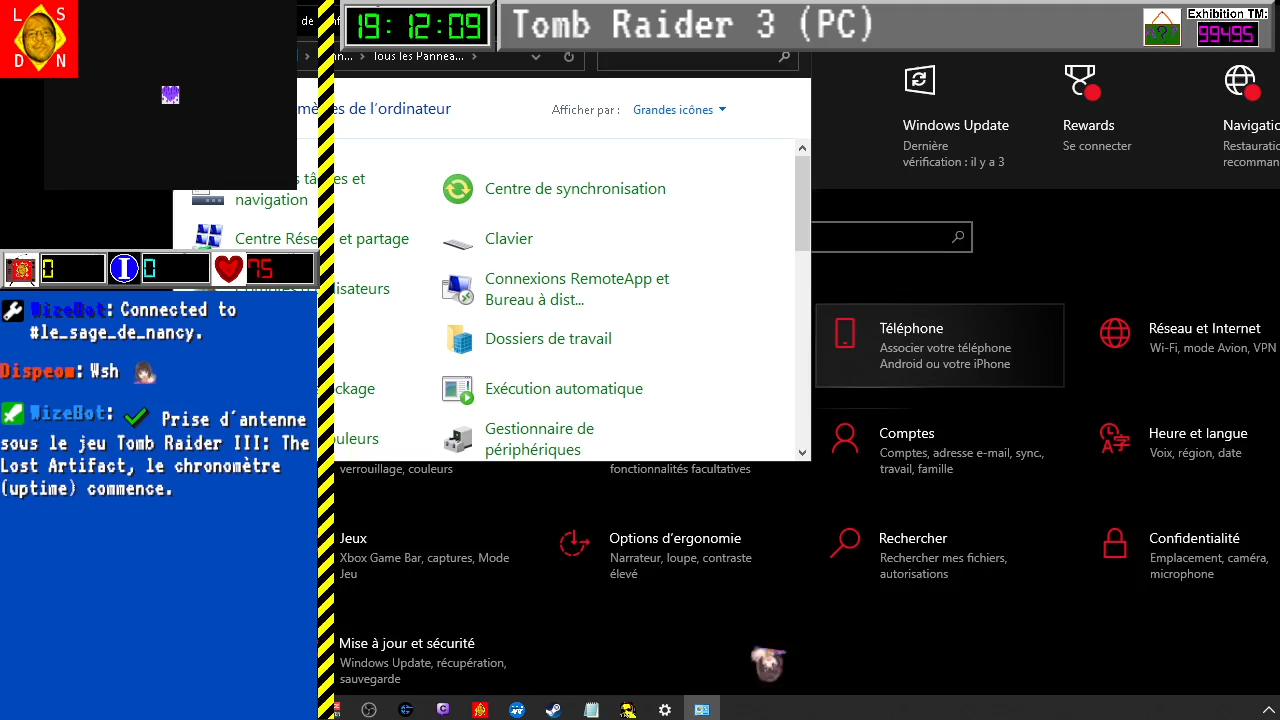 L S
D N
de
19:12:09
Tomb Raider 3 (PC)
Exhibition TM:
99495
Tous les Pannea...
mètres de l'ordinateur
Afficher par :
Grandes icônes
Windows Update
Dernière
vérification : il y a 3
Rewards
Se connecter
Navigatio
Restauratio
recomman
s tâches et
navigation
Centre de synchronisation
Centre Réseau et partage
Clavier
Connexions RemoteApp et
Bureau à dist...
Dossiers de travail
Exécution automatique
Gestionnaire de
périphériques
0
0
75
WizeBot: Connected to
#le_sage_de_nancy.
Dispeom: Wsh
WizeBot: Prise d'antenne
sous le jeu Tomb Raider III: The
Lost Artifact, le chronomètre
(uptime) commence.
Téléphone
Associer votre téléphone
Android ou votre iPhone
Réseau et Internet
Wi-Fi, mode Avion, VPN
Comptes
Comptes, adresse e-mail, sync.,
travail, famille
Heure et langue
Voix, région, date
verrouillage, couleurs
fonctionnalités facultatives
Jeux
Xbox Game Bar, captures, Mode
Jeu
Options d'ergonomie
Narrateur, loupe, contraste
élevé
Rechercher
Rechercher mes fichiers,
autorisations
Confidentialité
Emplacement, caméra,
microphone
Mise à jour et sécurité
Windows Update, récupération,
sauvegarde